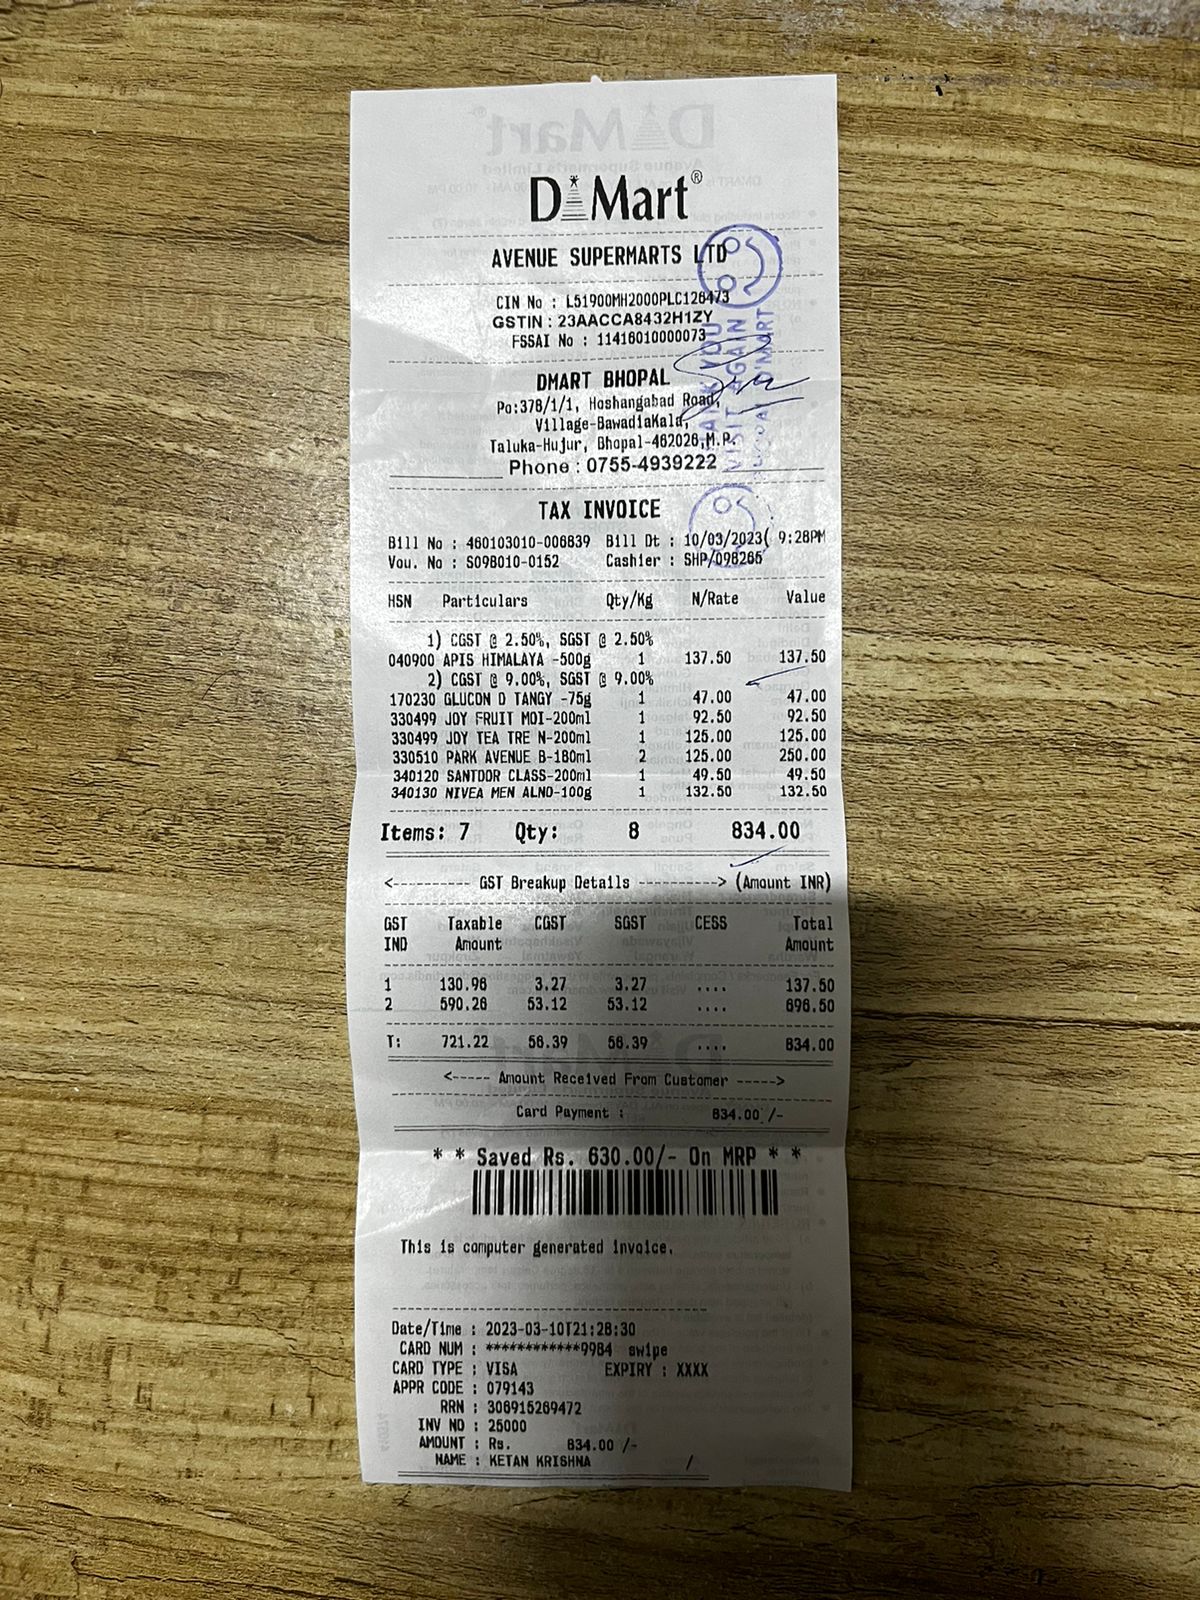 D Mart®
AVENUE SUPERMARTS LTD
CIN No : L51900MH2000PLC126473
GSTIN : 23AACCA8432H1ZY
FSSAI No : 11416010000073
DMART BHOPAL
Po:378/1/1, Hoshangabad Road,
Village-BawadiaKala,
Taluka-Hujur, Bhopal-462026,M.P.
Phone : 0755-4939222
THANK YOU
VISIT AGAIN
D'MART
TAX INVOICE
Bill No : 460103010-006839 Bill Dt : 10/03/2023( 9:28PM
Vou. No : S098010-0152 Cashier : SHP/098265
HSN Particulars Qty/Kg N/Rate Value
1) CGST @ 2.50%, SGST @ 2.50%
040900 APIS HIMALAYA -500g 1 137.50 137.50
2) CGST @ 9.00%, SGST @ 9.00%
170230 GLUCON D TANGY -75g 1 47.00 47.00
330499 JOY FRUIT MOI-200ml 1 92.50 92.50
330499 JOY TEA TRE N-200ml 1 125.00 125.00
330510 PARK AVENUE B-180ml 2 125.00 250.00
340120 SANTOOR CLASS-200ml 1 49.50 49.50
340130 NIVEA MEN ALNO-100g 1 132.50 132.50
Items: 7 Qty: 8 834.00
<---------- GST Breakup Details ----------> (Amount INR)
GST Taxable CGST SGST CESS Total
IND Amount Amount
1 130.96 3.27 3.27 .... 137.50
2 590.26 53.12 53.12 .... 696.50
T: 721.22 56.39 56.39 .... 834.00
<----- Amount Received From Customer ----->
Card Payment : 834.00 /-
* * Saved Rs. 630.00/- On MRP * *
This is computer generated invoice.
Date/Time : 2023-03-10T21:28:30
CARD NUM : ************9984 swipe
CARD TYPE : VISA EXPIRY : XXXX
APPR CODE : 079143
RRN : 306915269472
INV NO : 25000
AMOUNT : Rs. 834.00 /-
NAME : KETAN KRISHNA /